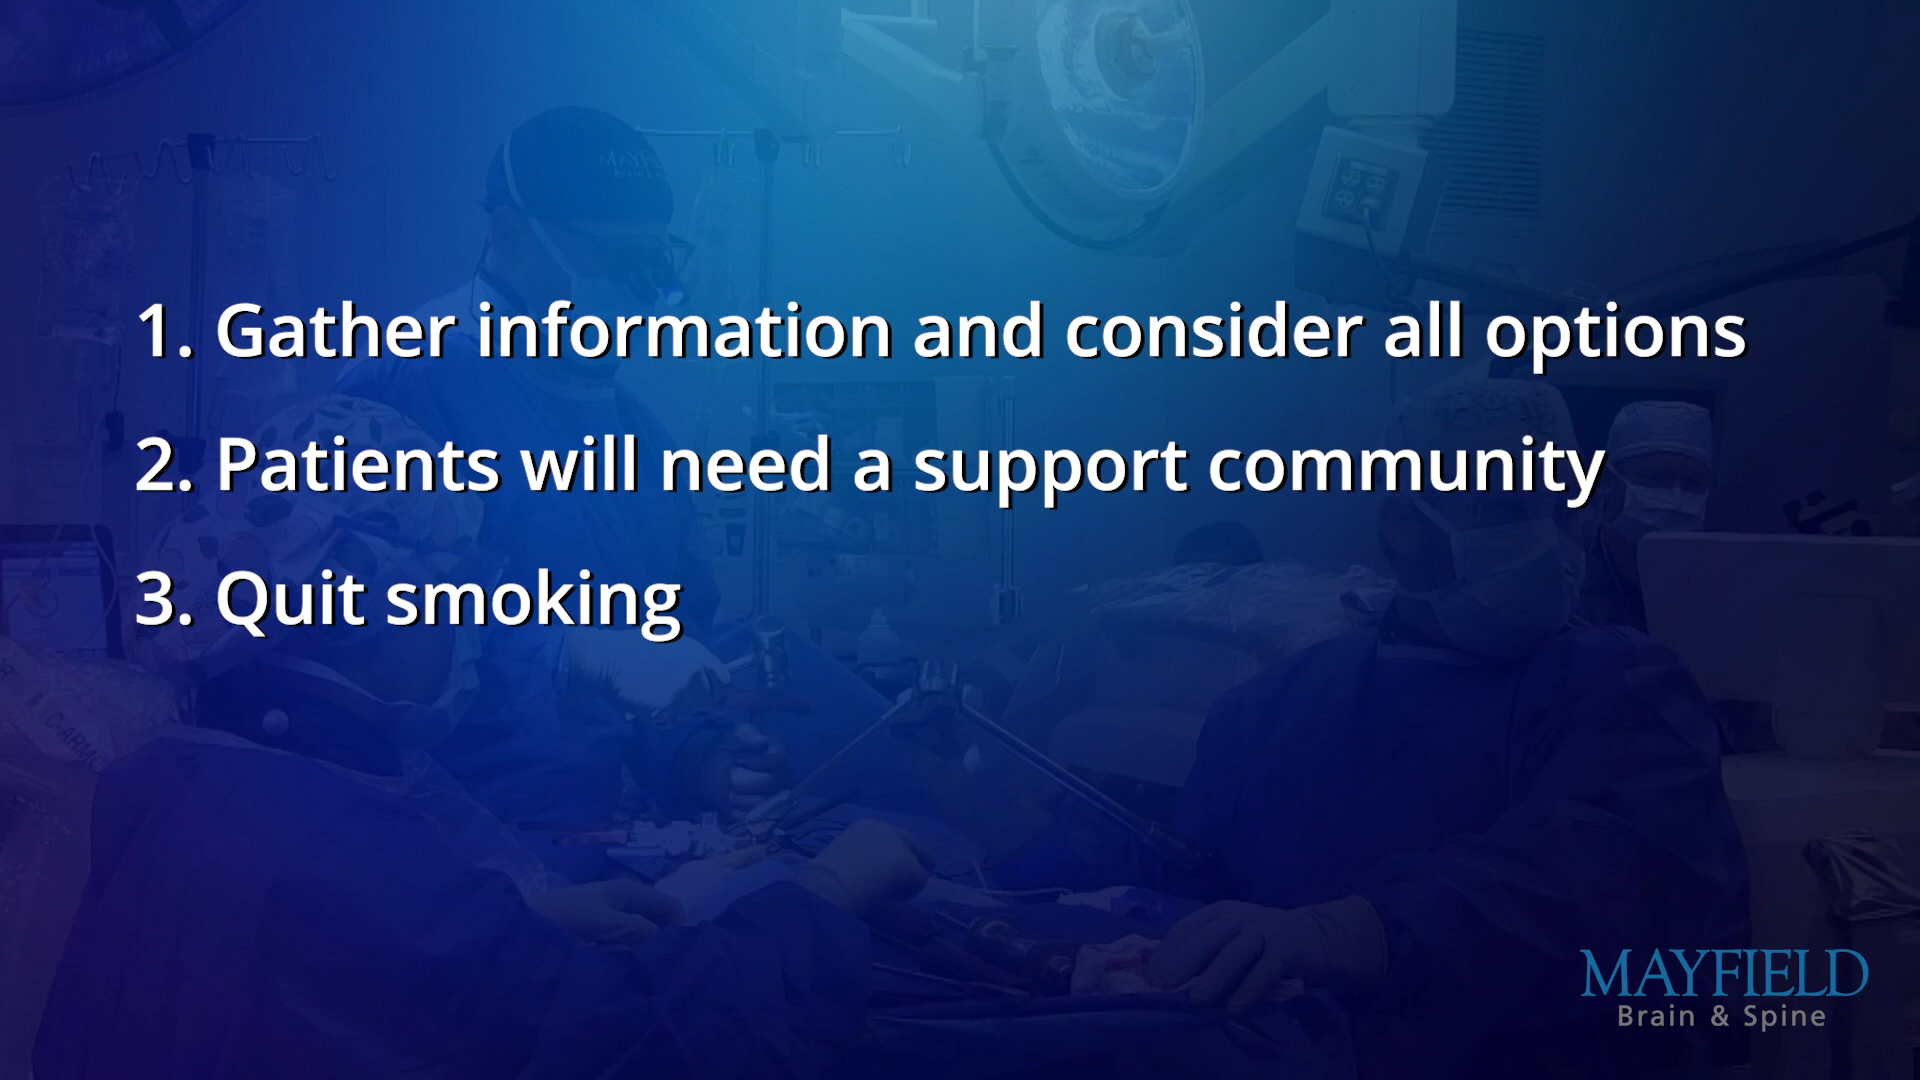 1. Gather information and consider all options
2. Patients will need a support community
3. Quit smoking
MAYFIELD
Brain & Spine
C-ARM